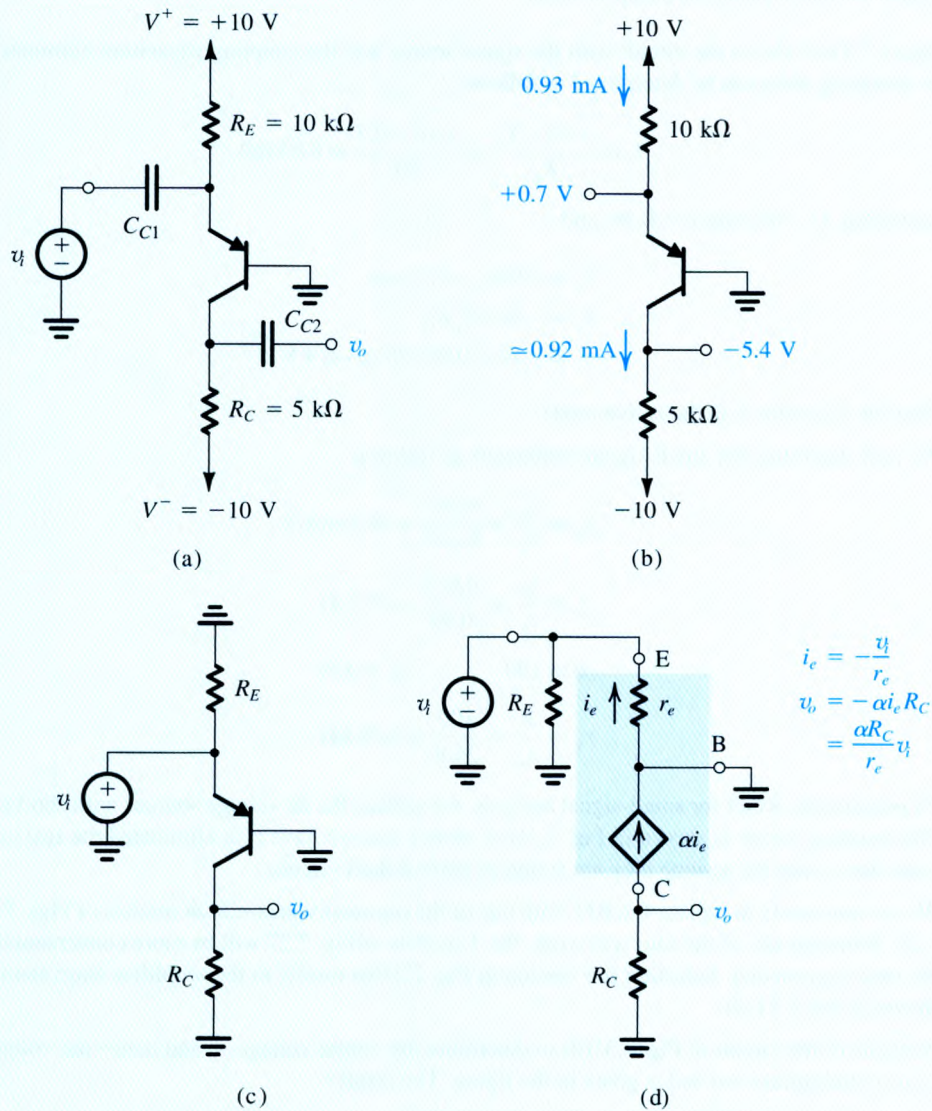 V⁺ = +10 V
R_E = 10 kΩ
C_C1
v_i
+
−
C_C2
v_o
R_C = 5 kΩ
V⁻ = −10 V
(a)
+10 V
0.93 mA
10 kΩ
+0.7 V
≃0.92 mA
−5.4 V
5 kΩ
−10 V
(b)
R_E
v_i
+
−
v_o
R_C
(c)
E
v_i
+
−
R_E
i_e
r_e
B
αi_e
C
v_o
R_C
(d)
i_e = −v_i/r_e
v_o = −αi_e R_C
= αR_C/r_e v_i